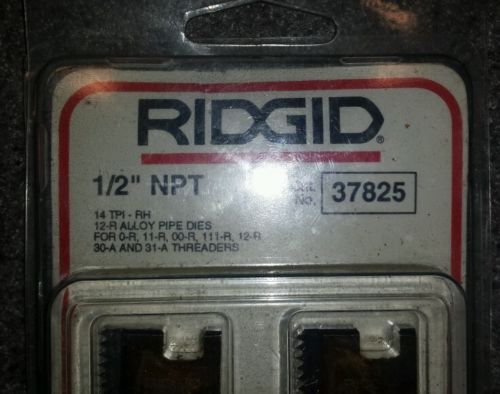 RIDGID®
1/2" NPT
Cat. No. 37825
14 TPI - RH
12-R ALLOY PIPE DIES
FOR 0-R, 11-R, 00-R, 111-R, 12-R
30-A AND 31-A THREADERS